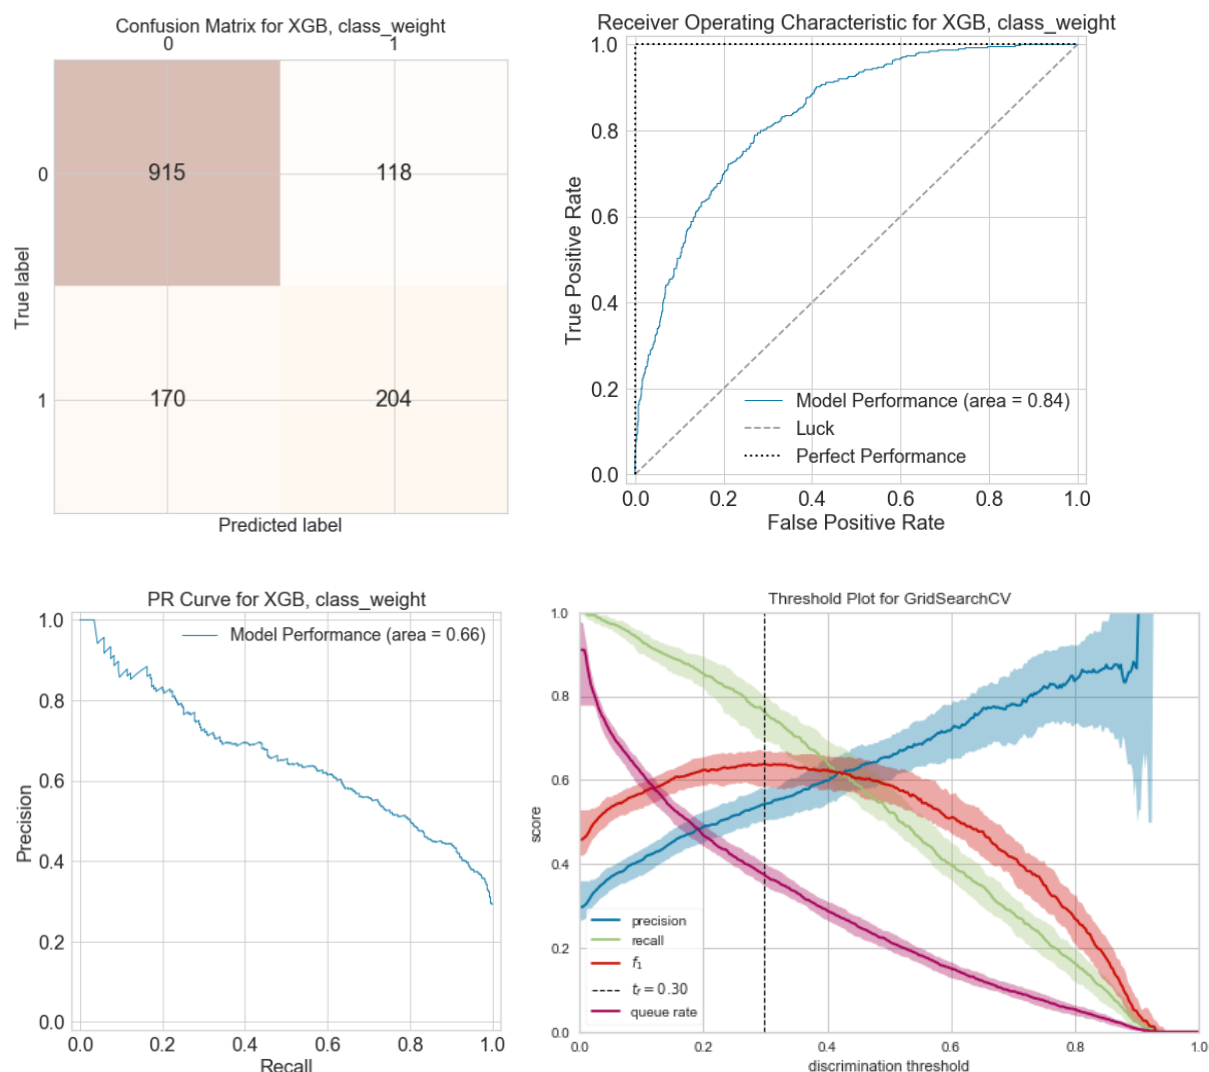 Confusion Matrix for XGB, class_weight
0 1
0
915 118
1
170 204
True label
Predicted label
Receiver Operating Characteristic for XGB, class_weight
1.0
0.8
0.6
0.4
0.2
0.0
True Positive Rate
Model Performance (area = 0.84)
Luck
Perfect Performance
0.0 0.2 0.4 0.6 0.8 1.0
False Positive Rate
PR Curve for XGB, class_weight
1.0
0.8
0.6
0.4
0.2
0.0
Precision
Model Performance (area = 0.66)
0.0 0.2 0.4 0.6 0.8 1.0
Recall
Threshold Plot for GridSearchCV
1.0
0.8
0.6
0.4
0.2
0.0
score
precision
recall
f₁
tᵣ = 0.30
queue rate
0.0 0.2 0.4 0.6 0.8 1.0
discrimination threshold